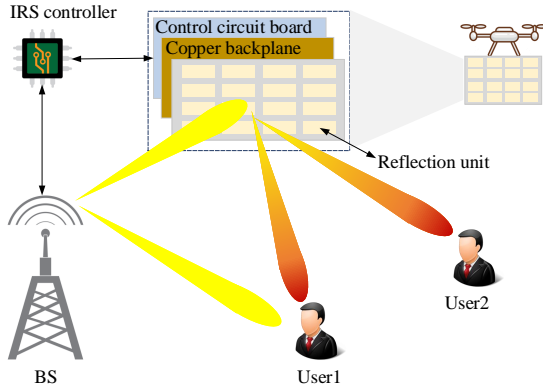 IRS controller
Control circuit board
Copper backplane
Reflection unit
User2
BS
User1